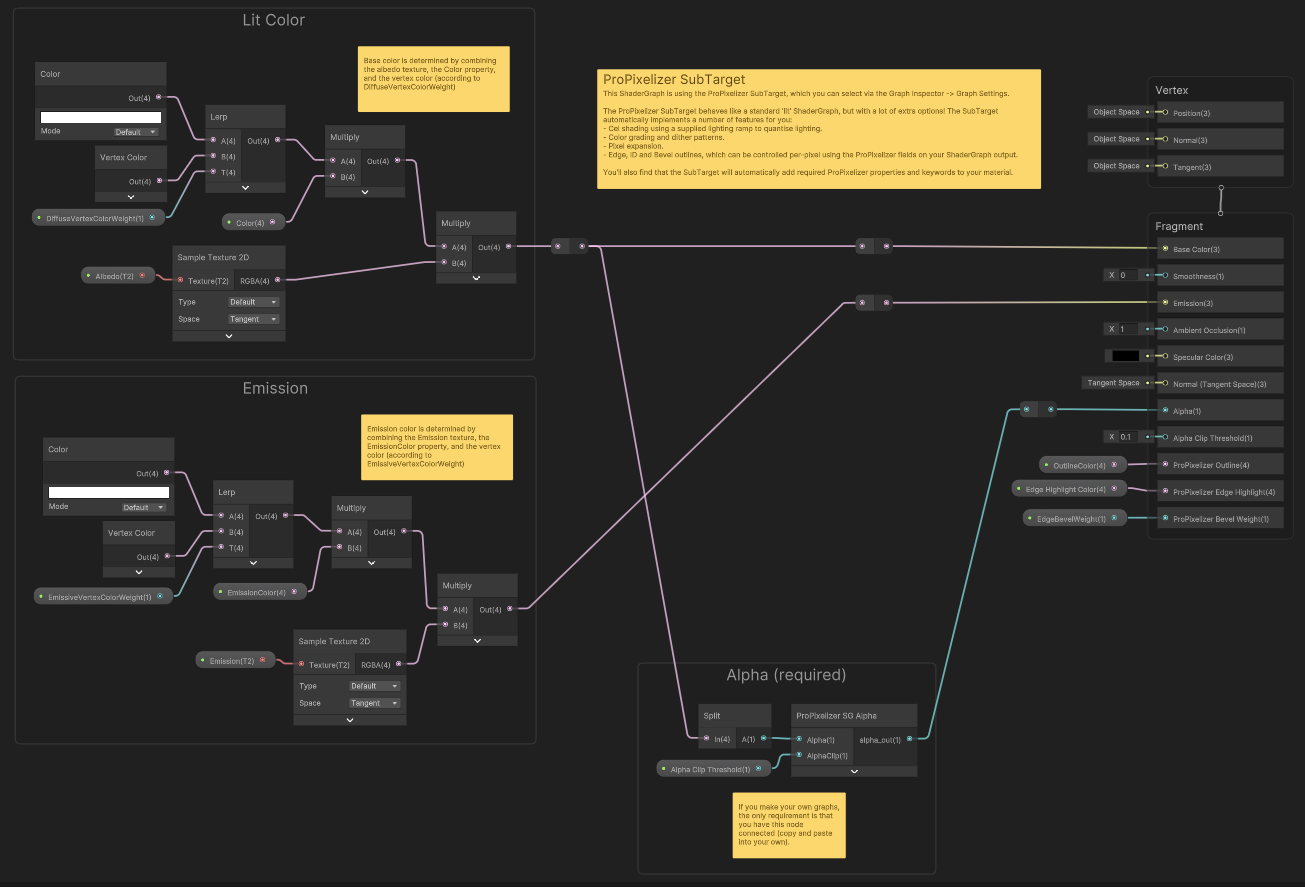 Lit Color
Base color is determined by combining
the albedo texture, the Color property,
and the vertex color (according to
DiffuseVertexColorWeight)
Color
Out(4)
Mode
Default
Vertex Color
Out(4)
DiffuseVertexColorWeight(1)
Lerp
A(4)
Out(4)
B(4)
T(4)
Color(4)
Multiply
A(4)
Out(4)
B(4)
Albedo(T2)
Sample Texture 2D
Texture(T2)
RGBA(4)
Type
Default
Space
Tangent
Multiply
A(4)
Out(4)
B(4)
ProPixelizer SubTarget
This ShaderGraph is using the ProPixelizer SubTarget, which you can select via the Graph Inspector -> Graph Settings.
The ProPixelizer SubTarget behaves like a standard 'lit' ShaderGraph, but with a lot of extra options! The SubTarget
automatically implements a number of features for you:
- Cel shading using a supplied lighting ramp to quantise lighting.
- Color grading and dither patterns.
- Pixel expansion.
- Edge, ID and Bevel outlines, which can be controlled per-pixel using the ProPixelizer fields on your ShaderGraph output.
You'll also find that the SubTarget will automatically add required ProPixelizer properties and keywords to your material.
Vertex
Object Space
Position(3)
Object Space
Normal(3)
Object Space
Tangent(3)
Fragment
Base Color(3)
X 0
Smoothness(1)
Emission(3)
X 1
Ambient Occlusion(1)
Specular Color(3)
Tangent Space
Normal (Tangent Space)(3)
Alpha(1)
X 0.1
Alpha Clip Threshold(1)
OutlineColor(4)
ProPixelizer Outline(4)
Edge Highlight Color(4)
ProPixelizer Edge Highlight(4)
EdgeBevelWeight(1)
ProPixelizer Bevel Weight(1)
Emission
Emission color is determined by
combining the Emission texture, the
EmissionColor property, and the vertex
color (according to
EmissiveVertexColorWeight)
Color
Out(4)
Mode
Default
Vertex Color
Out(4)
EmissiveVertexColorWeight(1)
Lerp
A(4)
Out(4)
B(4)
T(4)
EmissionColor(4)
Multiply
A(4)
Out(4)
B(4)
Emission(T2)
Sample Texture 2D
Texture(T2)
RGBA(4)
Type
Default
Space
Tangent
Multiply
A(4)
Out(4)
B(4)
Alpha (required)
Split
In(4)
A(1)
Alpha Clip Threshold(1)
ProPixelizer SG Alpha
Alpha(1)
alpha_out(1)
AlphaClip(1)
If you make your own graphs,
the only requirement is that
you have this node
connected (copy and paste
into your own).